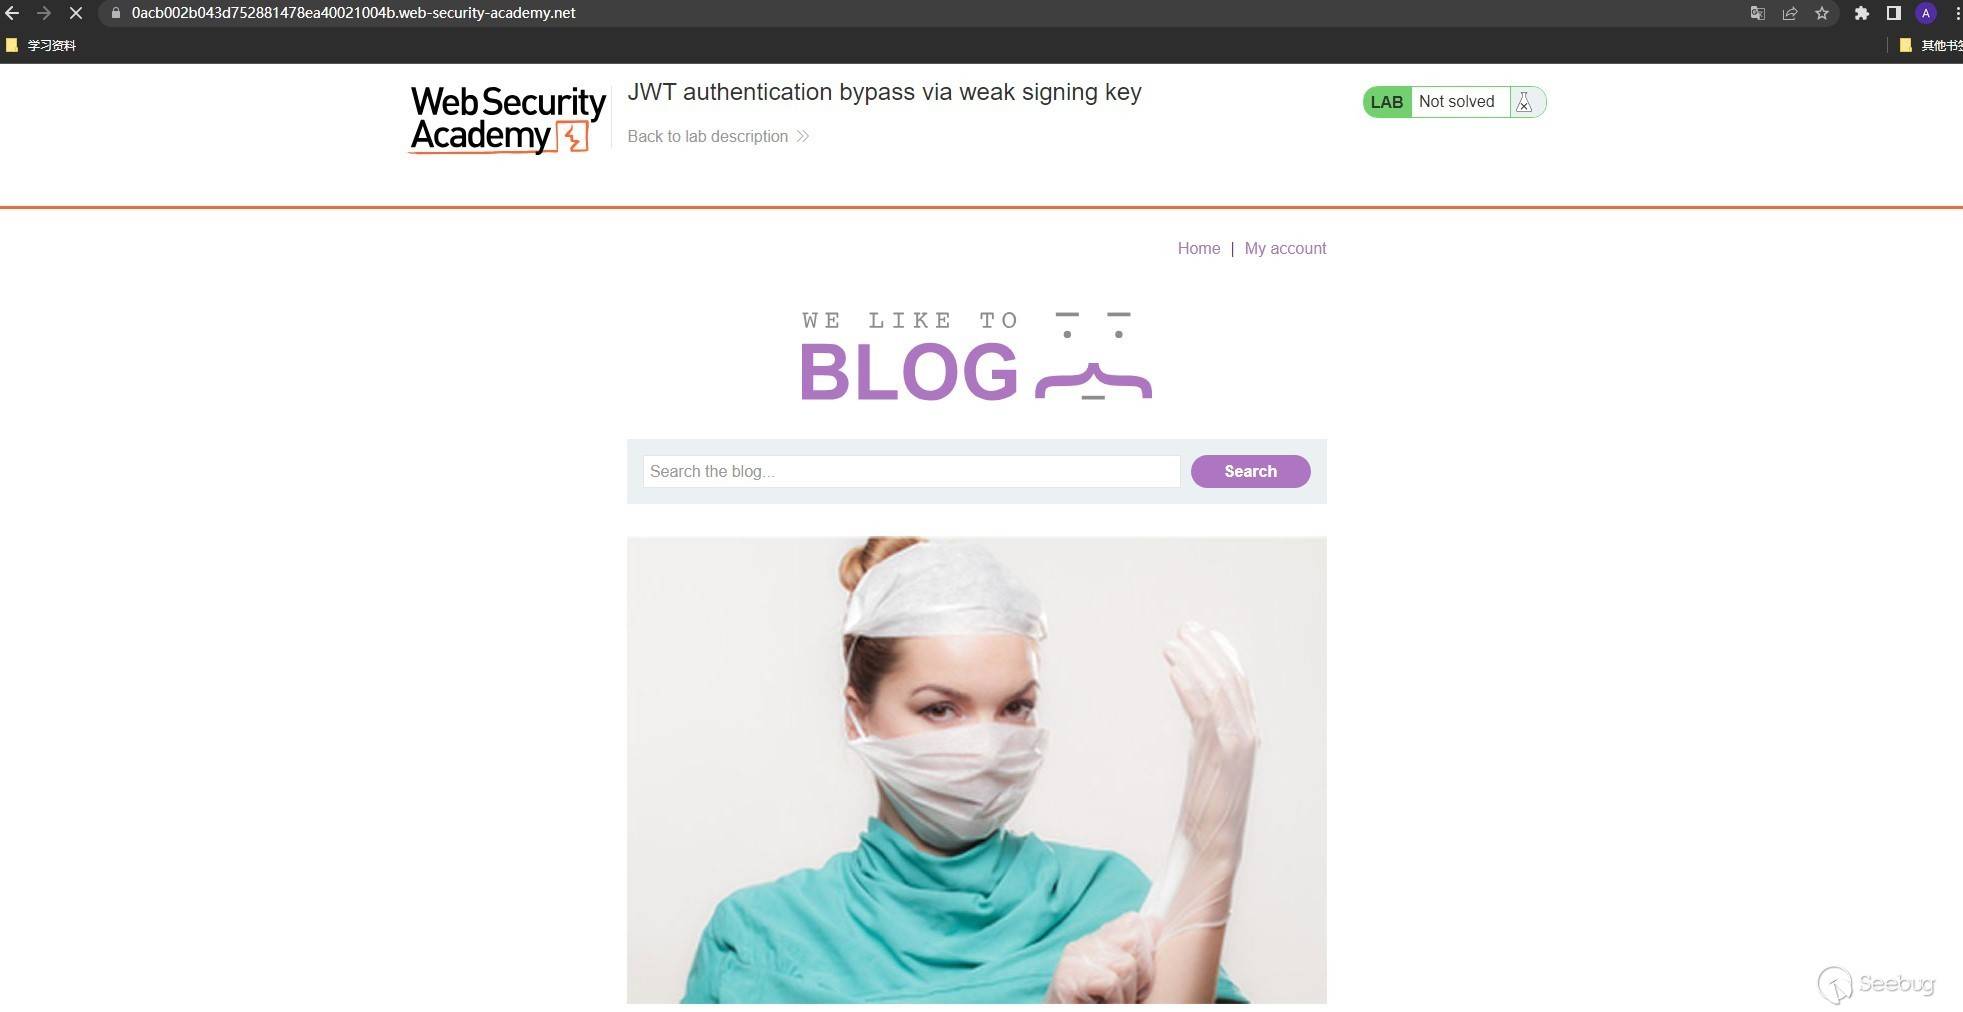 0acb002b043d752881478ea40021004b.web-security-academy.net
A
学习资料
其他书签
WebSecurity
Academy
JWT authentication bypass via weak signing key
Back to lab description
LAB Not solved
Home | My account
WE LIKE TO
BLOG
Search the blog...
Search
Seebug